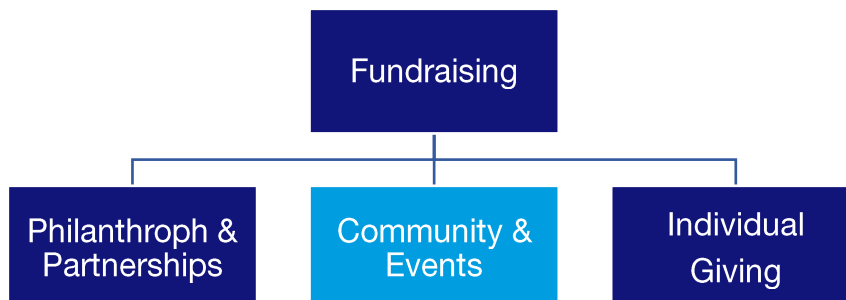 Fundraising
Philanthroph &
Partnerships
Community &
Events
Individual
Giving